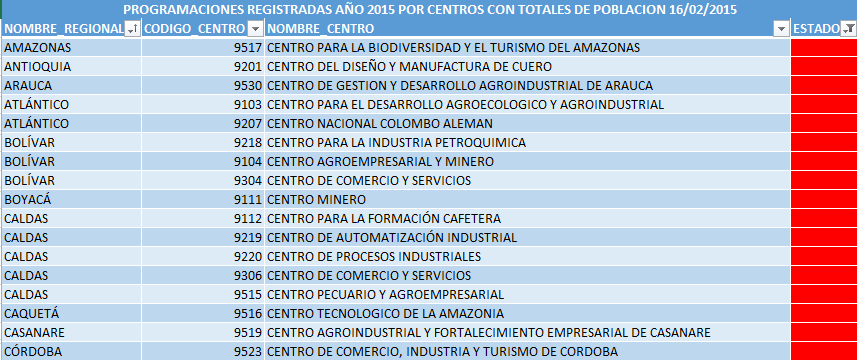 PROGRAMACIONES REGISTRADAS AÑO 2015 POR CENTROS CON TOTALES DE POBLACION 16/02/2015
NOMBRE_REGIONAL CODIGO_CENTRO NOMBRE_CENTRO ESTADO
AMAZONAS 9517 CENTRO PARA LA BIODIVERSIDAD Y EL TURISMO DEL AMAZONAS
ANTIOQUIA 9201 CENTRO DEL DISEÑO Y MANUFACTURA DE CUERO
ARAUCA 9530 CENTRO DE GESTION Y DESARROLLO AGROINDUSTRIAL DE ARAUCA
ATLÁNTICO 9103 CENTRO PARA EL DESARROLLO AGROECOLOGICO Y AGROINDUSTRIAL
ATLÁNTICO 9207 CENTRO NACIONAL COLOMBO ALEMAN
BOLÍVAR 9218 CENTRO PARA LA INDUSTRIA PETROQUIMICA
BOLÍVAR 9104 CENTRO AGROEMPRESARIAL Y MINERO
BOLÍVAR 9304 CENTRO DE COMERCIO Y SERVICIOS
BOYACÁ 9111 CENTRO MINERO
CALDAS 9112 CENTRO PARA LA FORMACIÓN CAFETERA
CALDAS 9219 CENTRO DE AUTOMATIZACIÓN INDUSTRIAL
CALDAS 9220 CENTRO DE PROCESOS INDUSTRIALES
CALDAS 9306 CENTRO DE COMERCIO Y SERVICIOS
CALDAS 9515 CENTRO PECUARIO Y AGROEMPRESARIAL
CAQUETÁ 9516 CENTRO TECNOLOGICO DE LA AMAZONIA
CASANARE 9519 CENTRO AGROINDUSTRIAL Y FORTALECIMIENTO EMPRESARIAL DE CASANARE
CÓRDOBA 9523 CENTRO DE COMERCIO, INDUSTRIA Y TURISMO DE CORDOBA